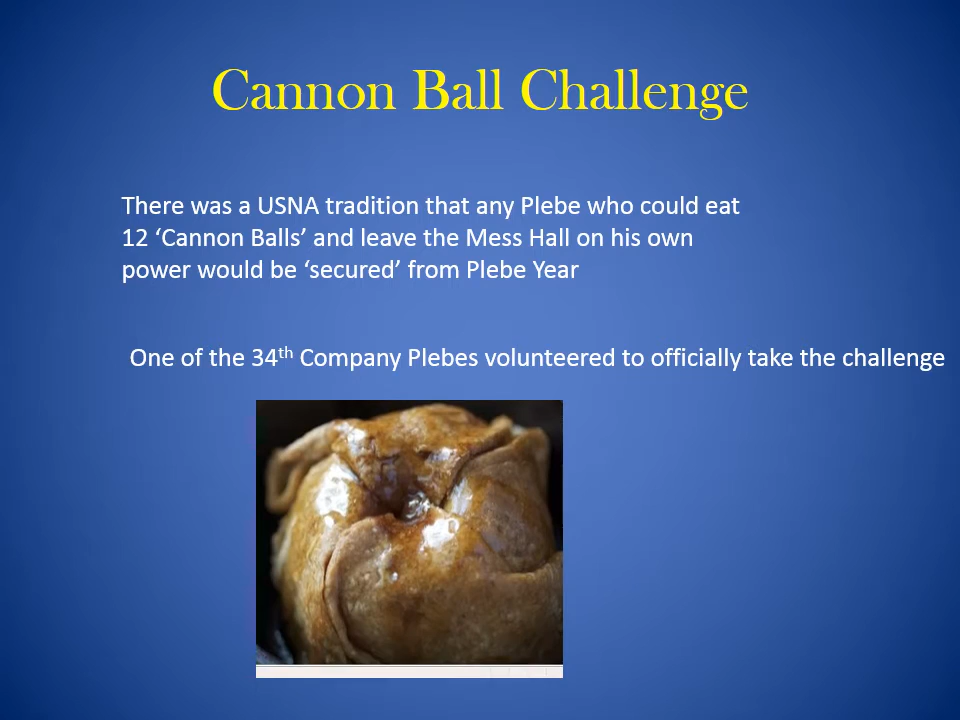 Cannon Ball Challenge
There was a USNA tradition that any Plebe who could eat
12 ‘Cannon Balls’ and leave the Mess Hall on his own
power would be ‘secured’ from Plebe Year
One of the 34th Company Plebes volunteered to officially take the challenge